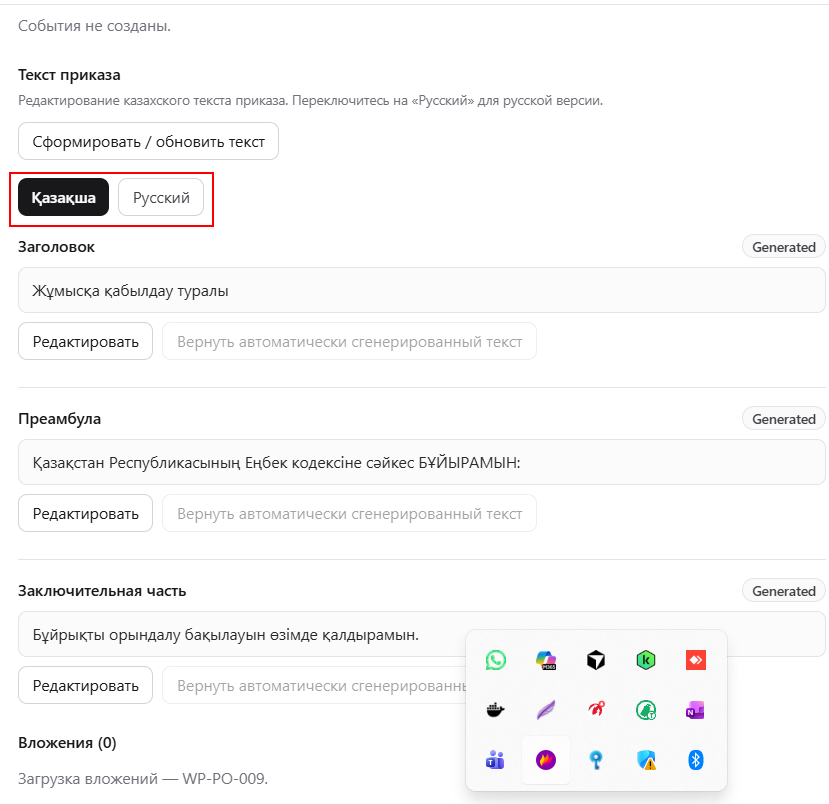 События не созданы.
Текст приказа
Редактирование казахского текста приказа. Переключитесь на «Русский» для русской версии.
Сформировать / обновить текст
Қазақша Русский
Заголовок Generated
Жұмысқа қабылдау туралы
Редактировать Вернуть автоматически сгенерированный текст
Преамбула Generated
Қазақстан Республикасының Еңбек кодексіне сәйкес БҰЙЫРАМЫН:
Редактировать Вернуть автоматически сгенерированный текст
Заключительная часть Generated
Бұйрықты орындалу бақылауын өзімде қалдырамын.
Редактировать Вернуть автоматически сгенерированн
Вложения (0)
Загрузка вложений — WP-PO-009.